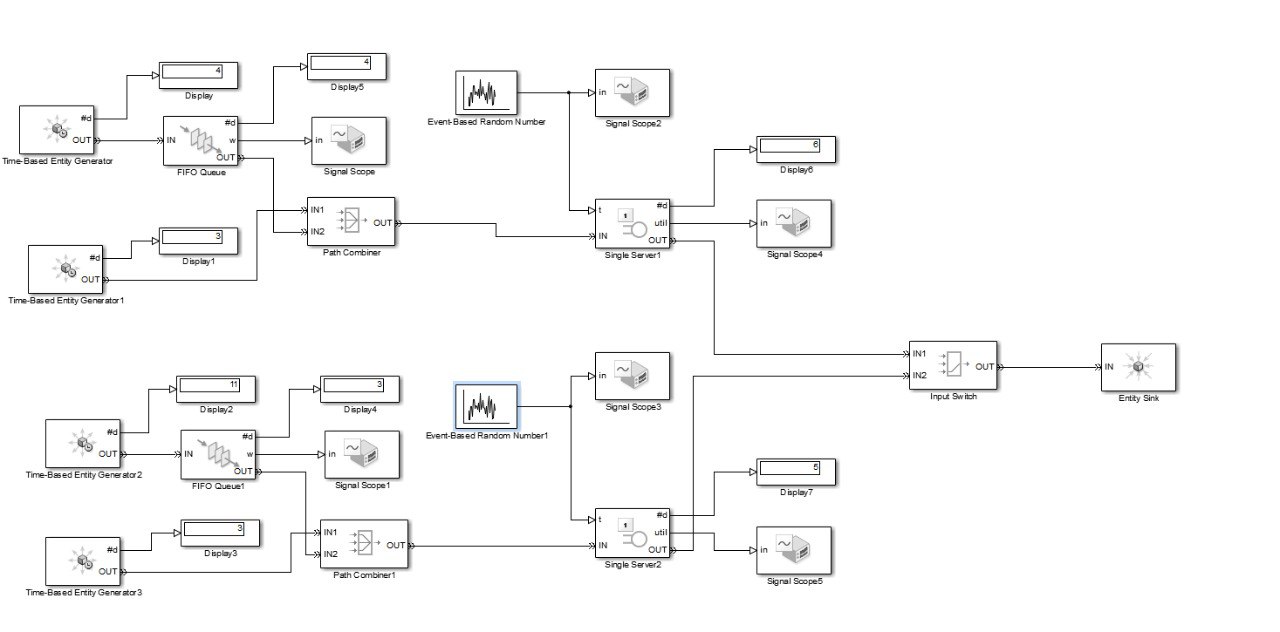 4
Display
4
Display5
#d
OUT
Time-Based Entity Generator
IN
#d
w
OUT
FIFO Queue
in
Signal Scope
Event-Based Random Number
in
Signal Scope2
6
Display6
3
Display1
#d
OUT
Time-Based Entity Generator1
IN1
IN2
OUT
Path Combiner
t
IN
1
#d
util
OUT
Single Server1
in
Signal Scope4
IN1
IN2
OUT
Input Switch
IN
Entity Sink
11
Display2
3
Display4
#d
OUT
Time-Based Entity Generator2
IN
#d
w
OUT
FIFO Queue1
in
Signal Scope1
Event-Based Random Number1
in
Signal Scope3
5
Display7
3
Display3
#d
OUT
Time-Based Entity Generator3
IN1
IN2
OUT
Path Combiner1
t
IN
1
#d
util
OUT
Single Server2
in
Signal Scope5